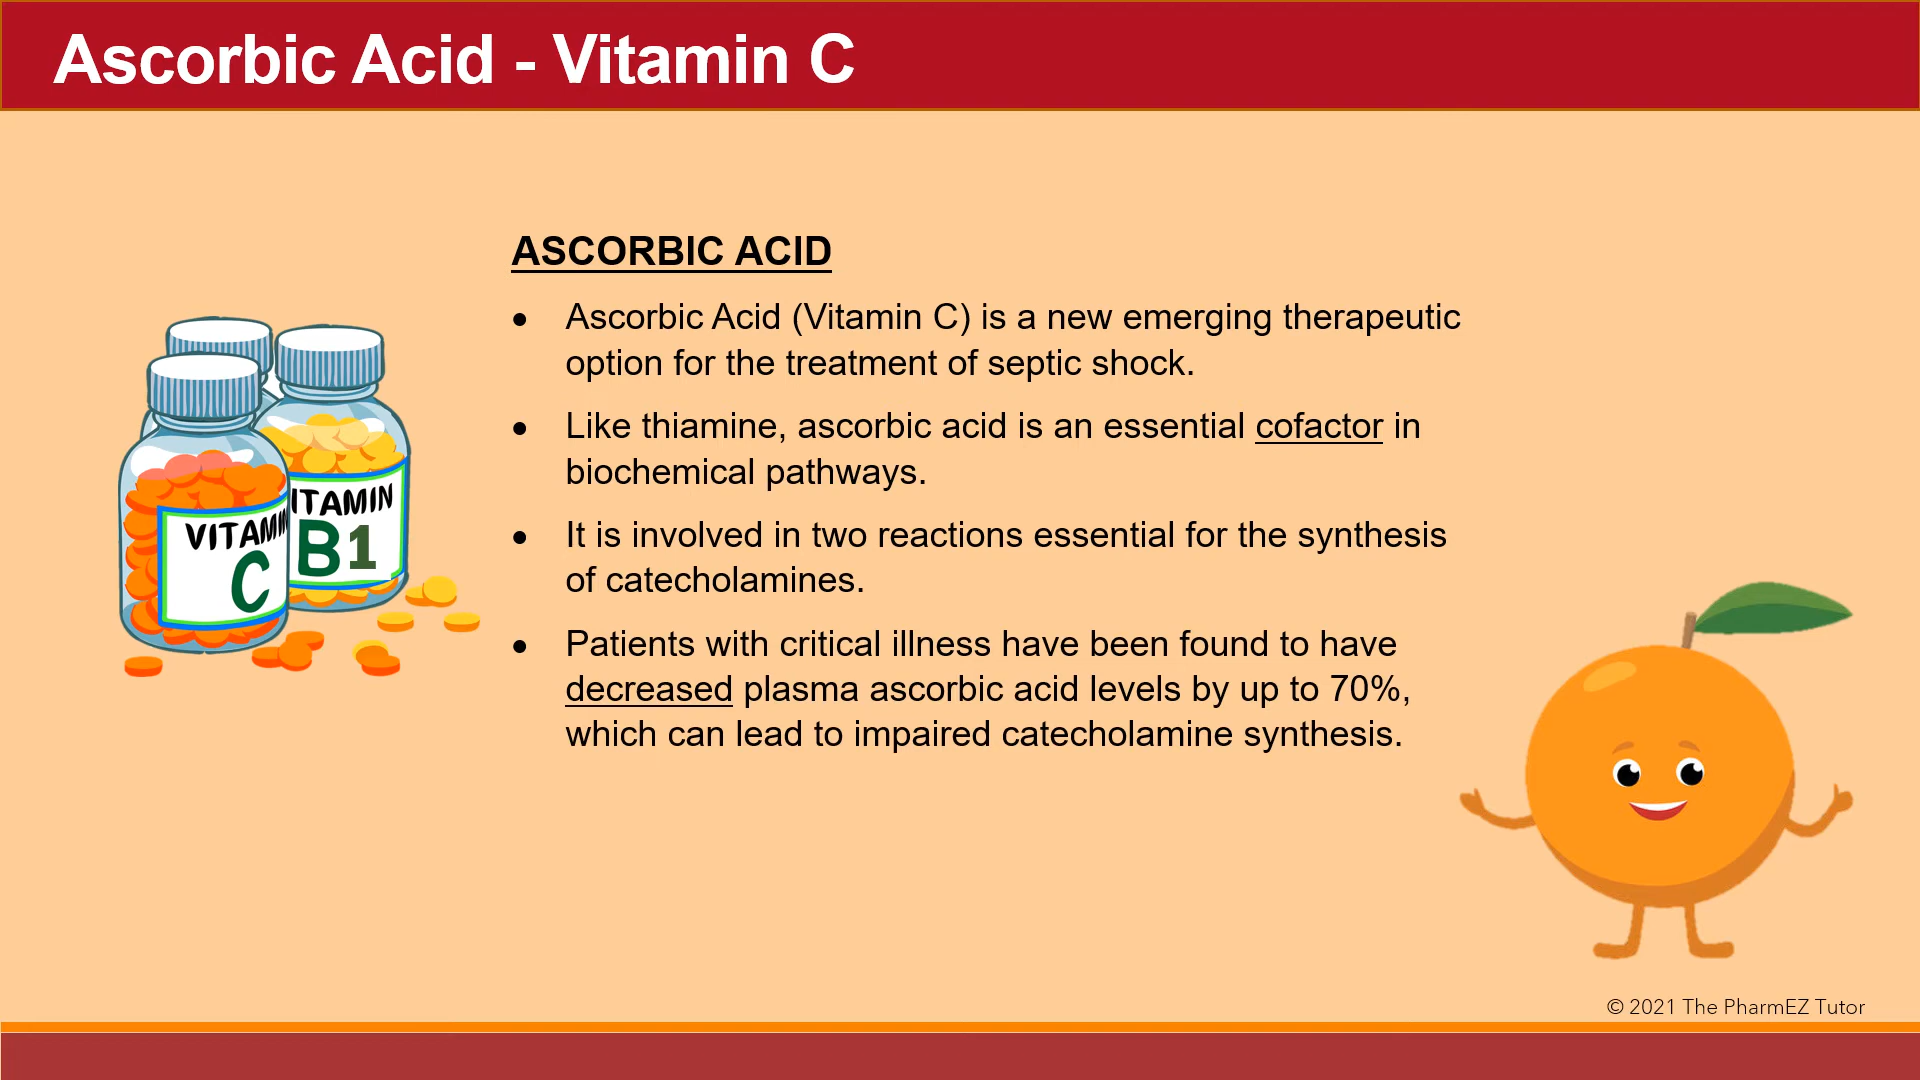 Ascorbic Acid - Vitamin C
ASCORBIC ACID
• Ascorbic Acid (Vitamin C) is a new emerging therapeutic
option for the treatment of septic shock.
• Like thiamine, ascorbic acid is an essential cofactor in
biochemical pathways.
• It is involved in two reactions essential for the synthesis
of catecholamines.
• Patients with critical illness have been found to have
decreased plasma ascorbic acid levels by up to 70%,
which can lead to impaired catecholamine synthesis.
VITAMIN
C
ITAMIN
B1
© 2021 The PharmEZ Tutor